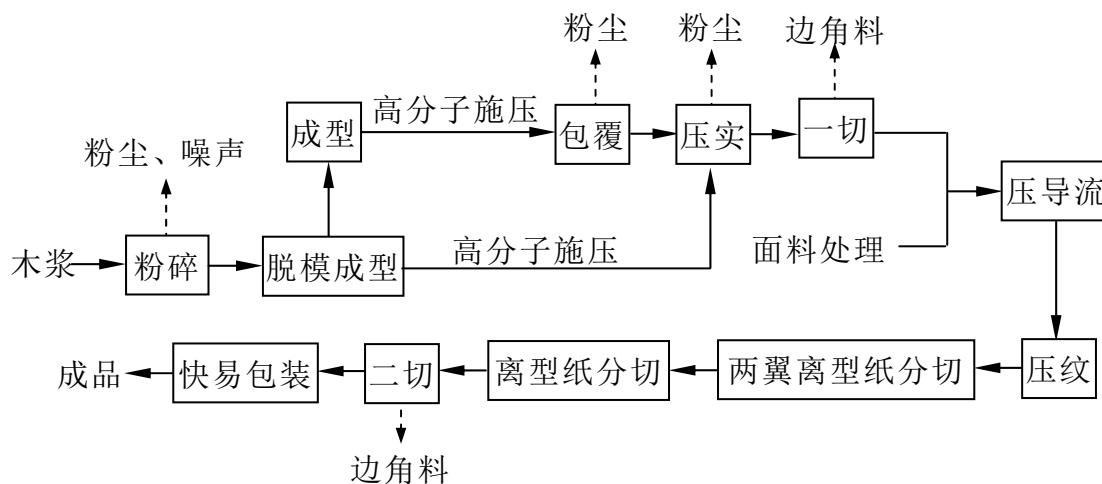 粉尘
粉尘
边角料
高分子施压
成型
包覆
压实
一切
粉尘、噪声
压导流
木浆
粉碎
脱模成型
高分子施压
面料处理
成品
快易包装
二切
离型纸分切
两翼离型纸分切
压纹
边角料